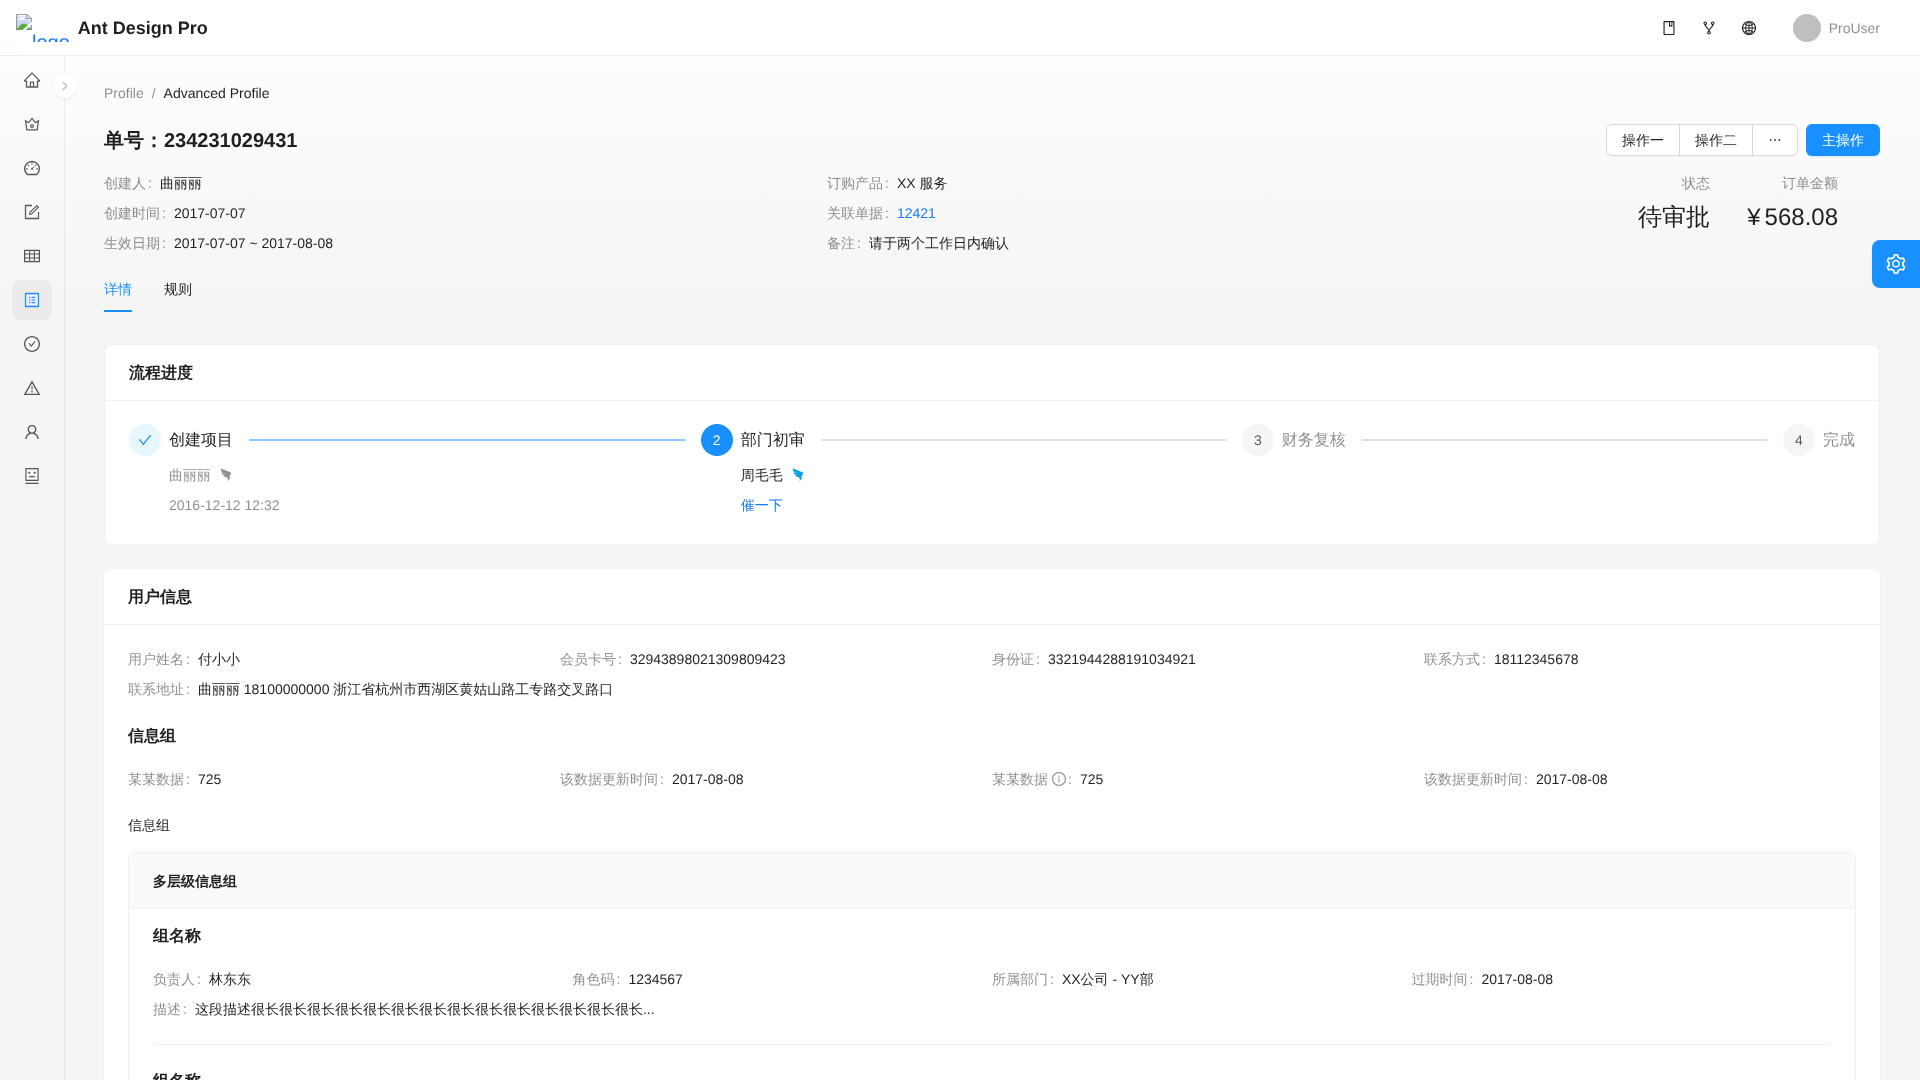 logo Ant Design Pro
ProUser
Profile / Advanced Profile
单号：234231029431
操作一 操作二 ··· 主操作
创建人: 曲丽丽 订购产品: XX 服务
创建时间: 2017-07-07 关联单据: 12421
生效日期: 2017-07-07 ~ 2017-08-08 备注: 请于两个工作日内确认
状态 订单金额
待审批 ¥ 568.08
详情 规则
流程进度
创建项目 2 部门初审 3 财务复核 4 完成
曲丽丽 周毛毛
2016-12-12 12:32 催一下
用户信息
用户姓名: 付小小 会员卡号: 32943898021309809423 身份证: 3321944288191034921 联系方式: 18112345678
联系地址: 曲丽丽 18100000000 浙江省杭州市西湖区黄姑山路工专路交叉路口
信息组
某某数据: 725 该数据更新时间: 2017-08-08 某某数据 : 725 该数据更新时间: 2017-08-08
信息组
多层级信息组
组名称
负责人: 林东东 角色码: 1234567 所属部门: XX公司 - YY部 过期时间: 2017-08-08
描述: 这段描述很长很长很长很长很长很长很长很长很长很长很长很长很长很长...
组名称